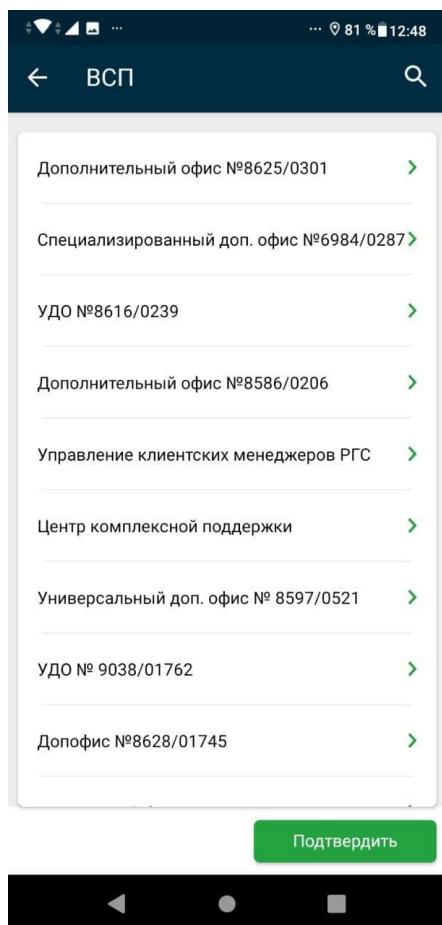 81 % 12:48
ВСП
Дополнительный офис №8625/0301
Специализированный доп. офис №6984/0287
УДО №8616/0239
Дополнительный офис №8586/0206
Управление клиентских менеджеров РГС
Центр комплексной поддержки
Универсальный доп. офис № 8597/0521
УДО № 9038/01762
Допофис №8628/01745
Подтвердить